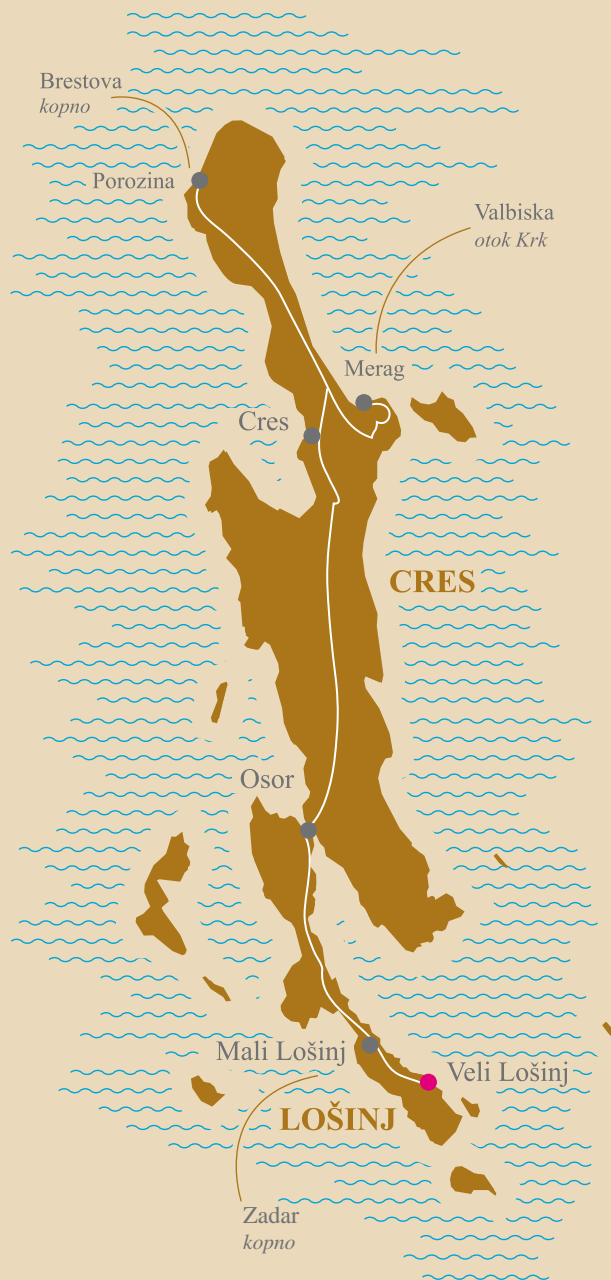 Brestova
kopno
Porozina
Valbiska
otok Krk
Merag
Cres
CRES
Osor
Mali Lošinj
Veli Lošinj
LOŠINJ
Zadar
kopno